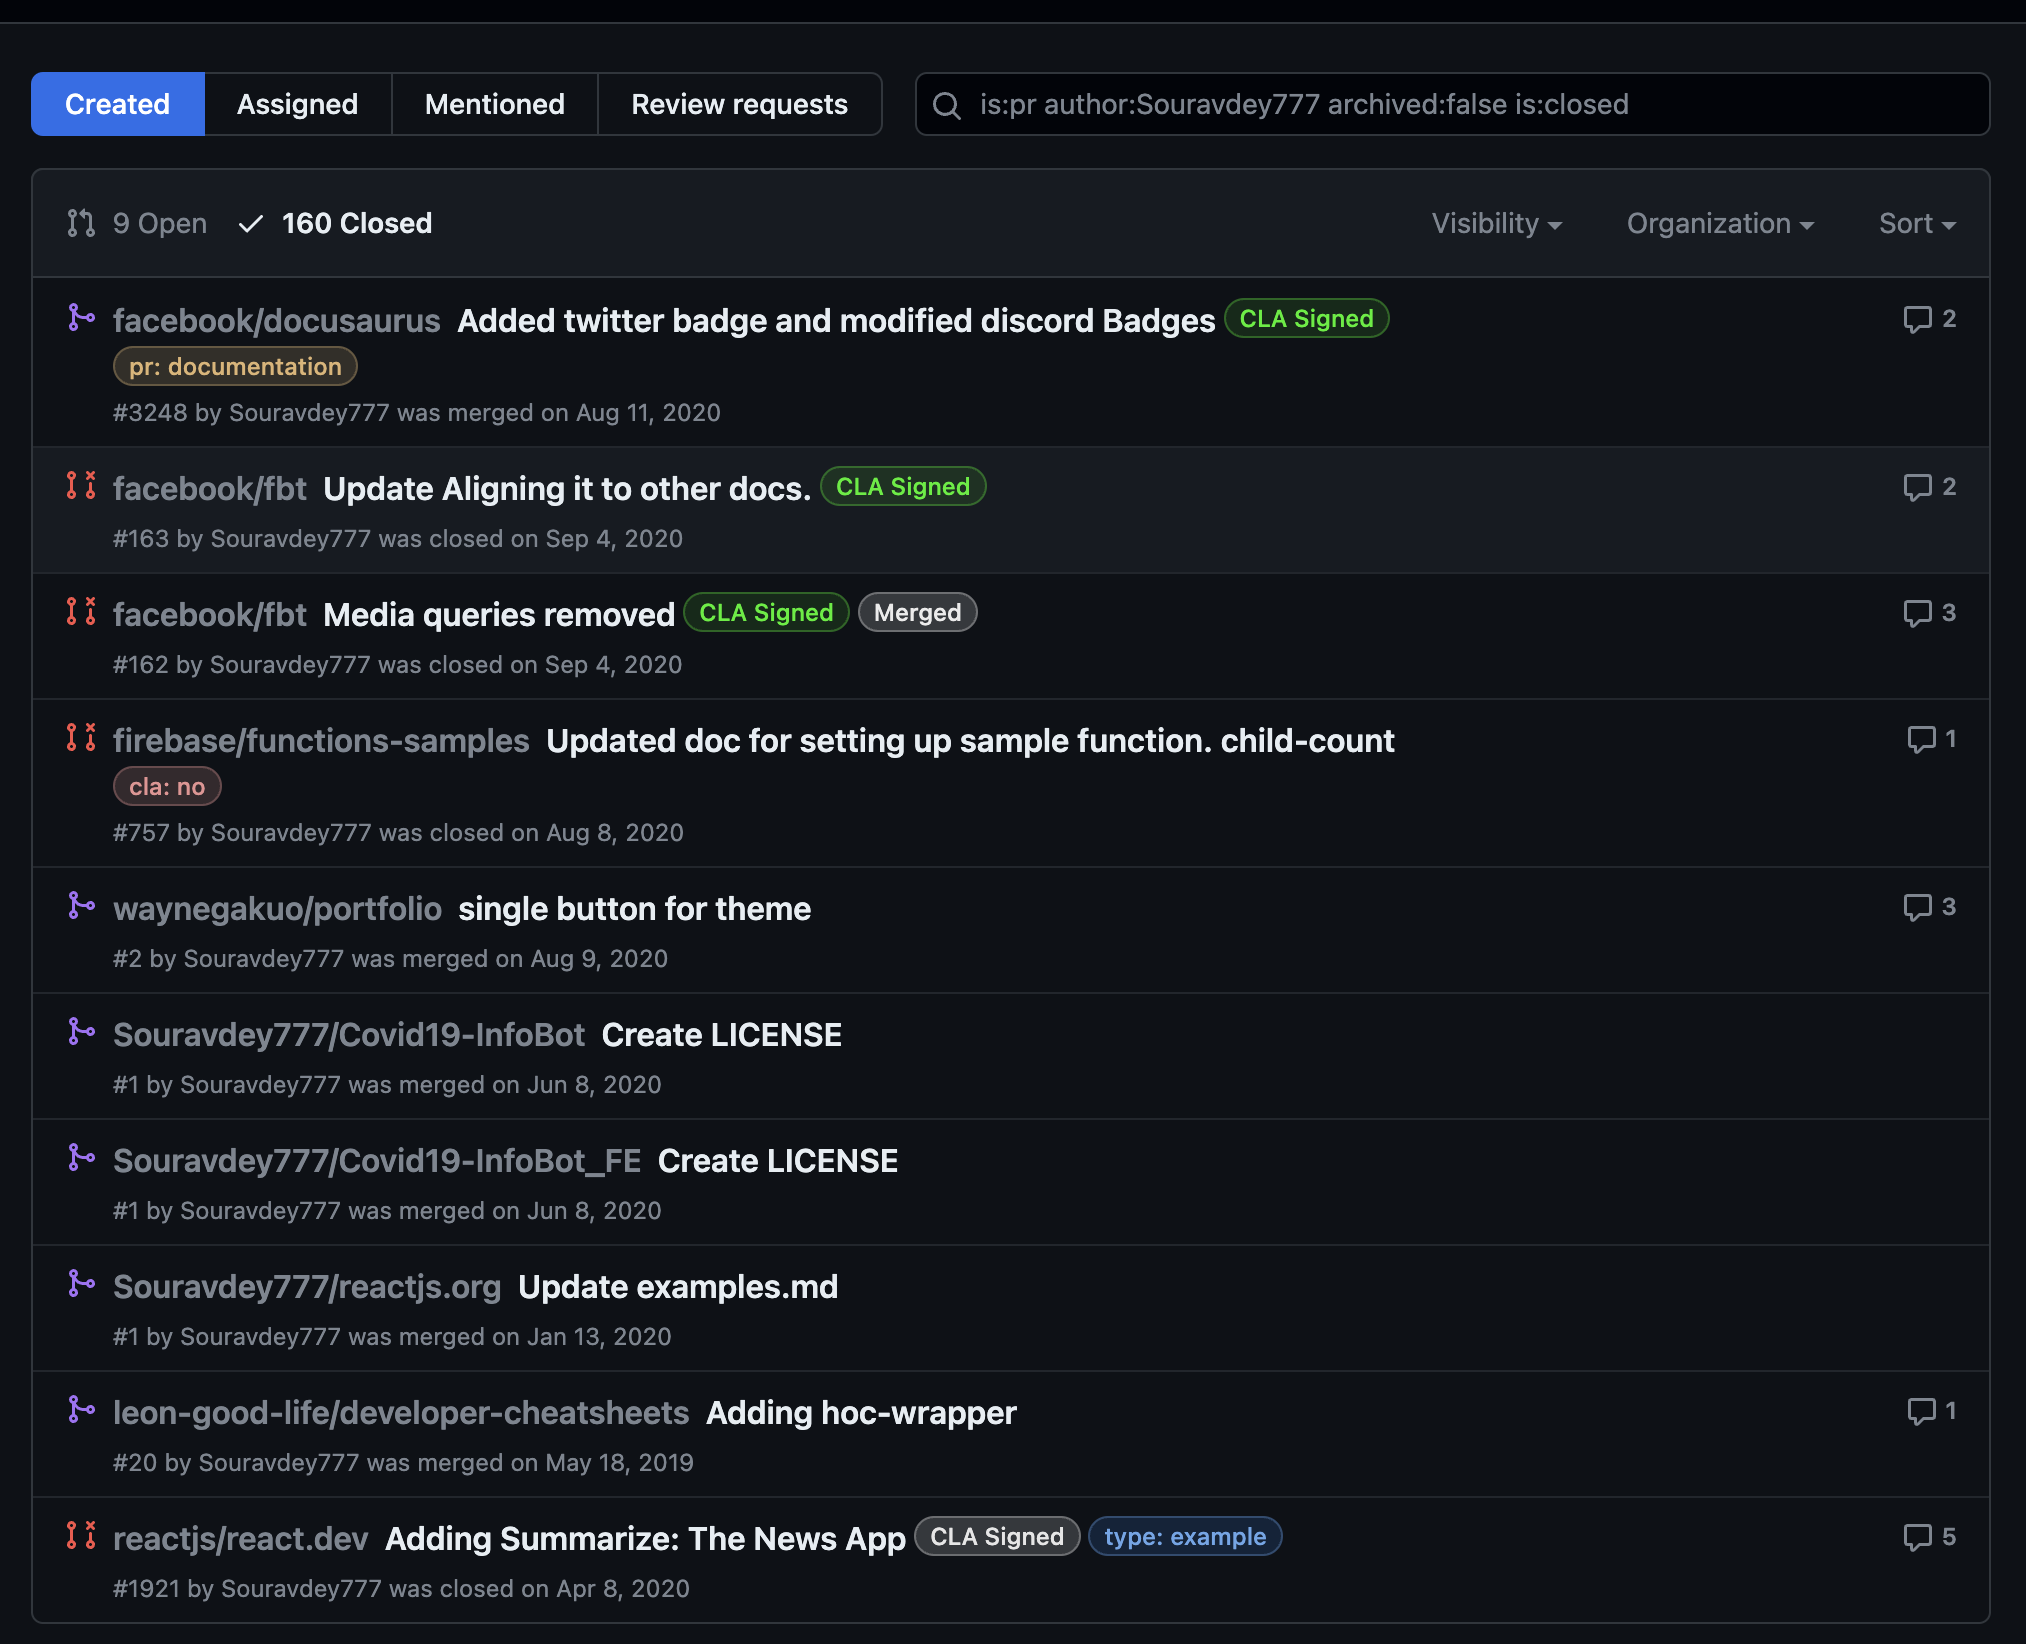 Created Assigned Mentioned Review requests is:pr author:Souravdey777 archived:false is:closed
9 Open 160 Closed Visibility Organization Sort
facebook/docusaurus Added twitter badge and modified discord Badges CLA Signed 2
pr: documentation
#3248 by Souravdey777 was merged on Aug 11, 2020
facebook/fbt Update Aligning it to other docs. CLA Signed 2
#163 by Souravdey777 was closed on Sep 4, 2020
facebook/fbt Media queries removed CLA Signed Merged 3
#162 by Souravdey777 was closed on Sep 4, 2020
firebase/functions-samples Updated doc for setting up sample function. child-count 1
cla: no
#757 by Souravdey777 was closed on Aug 8, 2020
waynegakuo/portfolio single button for theme 3
#2 by Souravdey777 was merged on Aug 9, 2020
Souravdey777/Covid19-InfoBot Create LICENSE
#1 by Souravdey777 was merged on Jun 8, 2020
Souravdey777/Covid19-InfoBot_FE Create LICENSE
#1 by Souravdey777 was merged on Jun 8, 2020
Souravdey777/reactjs.org Update examples.md
#1 by Souravdey777 was merged on Jan 13, 2020
leon-good-life/developer-cheatsheets Adding hoc-wrapper 1
#20 by Souravdey777 was merged on May 18, 2019
reactjs/react.dev Adding Summarize: The News App CLA Signed type: example 5
#1921 by Souravdey777 was closed on Apr 8, 2020